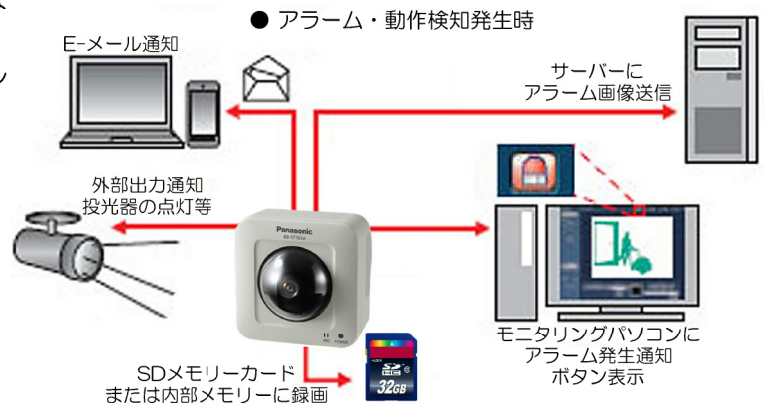 ● アラーム・動作検知発生時
E-メール通知
サーバーに
アラーム画像送信
外部出力通知
投光器の点灯等
Panasonic
モニタリングパソコンに
アラーム発生通知
ボタン表示
SDメモリーカード
または内部メモリーに録画
LOCK
SDHC
32GB